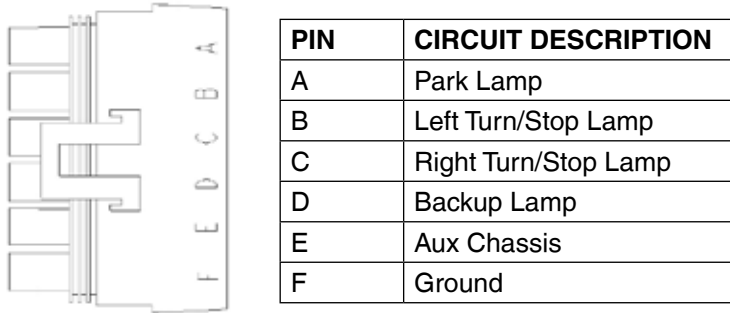 A
B
C
D
E
F
PIN CIRCUIT DESCRIPTION
A Park Lamp
B Left Turn/Stop Lamp
C Right Turn/Stop Lamp
D Backup Lamp
E Aux Chassis
F Ground